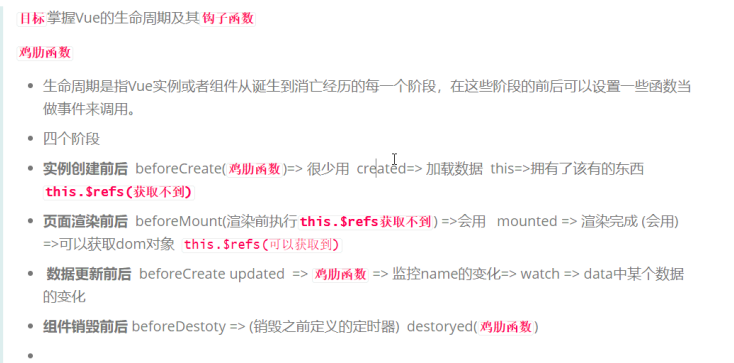 目标掌握Vue的生命周期及其 钩子函数
鸡肋函数
生命周期是指Vue实例或者组件从诞生到消亡经历的每一个阶段，在这些阶段的前后可以设置一些函数当
做事件来调用。
四个阶段
实例创建前后 beforeCreate( 鸡肋函数 )=> 很少用 created=> 加载数据 this=>拥有了该有的东西
this.$refs(获取不到)
页面渲染前后 beforeMount(渲染前执行this.$refs获取不到) =>会用 mounted => 渲染完成 (会用)
=>可以获取dom对象 this.$refs(可以获取到)
数据更新前后 beforeCreate updated => 鸡肋函数 => 监控name的变化=> watch => data中某个数据
的变化
组件销毁前后 beforeDestoty => (销毁之前定义的定时器) destoryed( 鸡肋函数 )